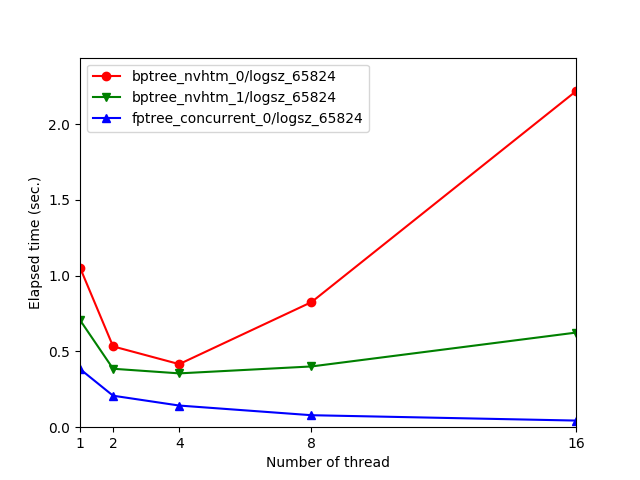 bptree_nvhtm_0/logsz_65824
bptree_nvhtm_1/logsz_65824
fptree_concurrent_0/logsz_65824
2.0
1.5
1.0
0.5
0.0
Elapsed time (sec.)
1 2 4 8 16
Number of thread